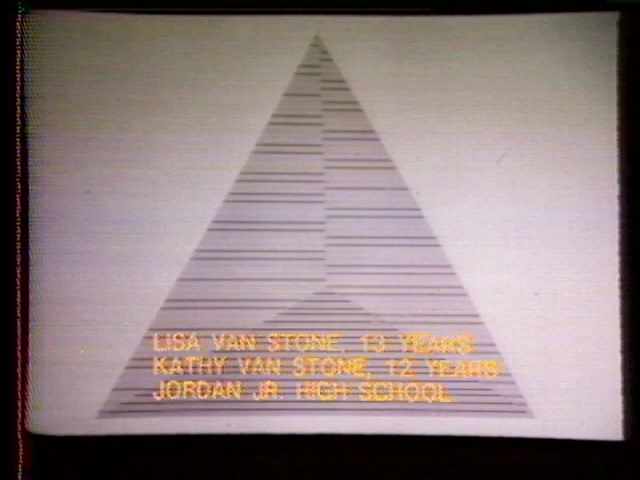 LISA VAN STONE, 13 YEARS
KATHY VAN STONE, 12 YEARS
JORDAN JR. HIGH SCHOOL